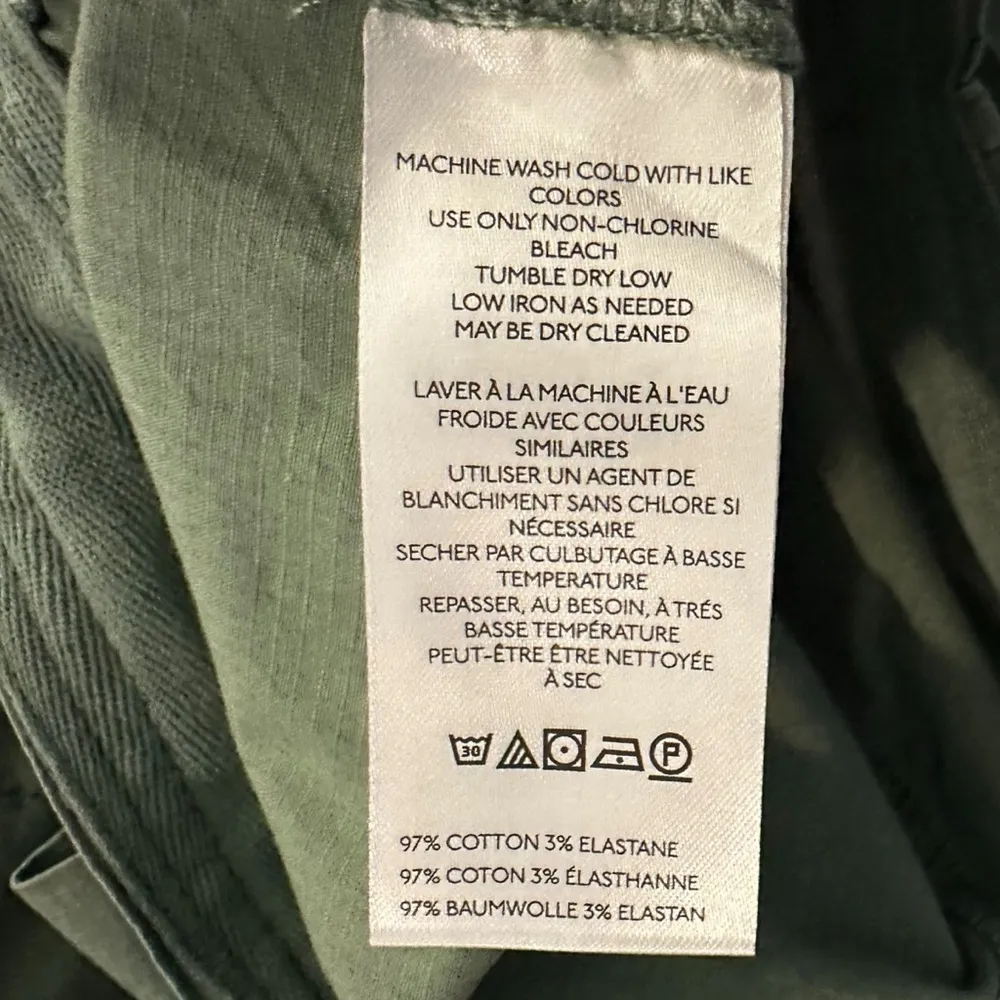 MACHINE WASH COLD WITH LIKE
COLORS
USE ONLY NON-CHLORINE
BLEACH
TUMBLE DRY LOW
LOW IRON AS NEEDED
MAY BE DRY CLEANED
LAVER À LA MACHINE À L'EAU
FROIDE AVEC COULEURS
SIMILAIRES
UTILISER UN AGENT DE
BLANCHIMENT SANS CHLORE SI
NÉCESSAIRE
SECHER PAR CULBUTAGE À BASSE
TEMPERATURE
REPASSER, AU BESOIN, À TRÉS
BASSE TEMPÉRATURE
PEUT-ÊTRE ÊTRE NETTOYÉE
À SEC
30 P
97% COTTON 3% ELASTANE
97% COTON 3% ÉLASTHANNE
97% BAUMWOLLE 3% ELASTAN